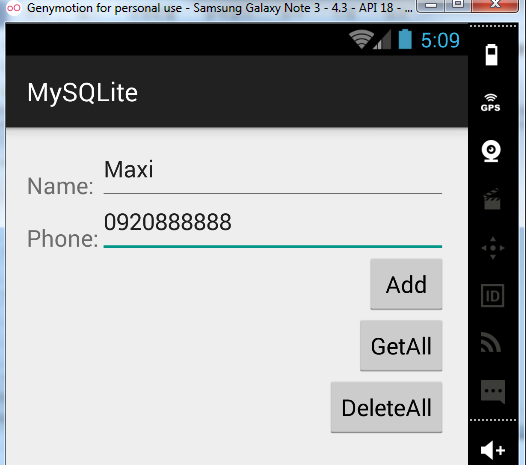 Genymotion for personal use - Samsung Galaxy Note 3 - 4.3 - API 18 - ...
5:09
MySQLite
GPS
Name: Maxi
Phone: 0920888888
Add
ID
GetAll
DeleteAll